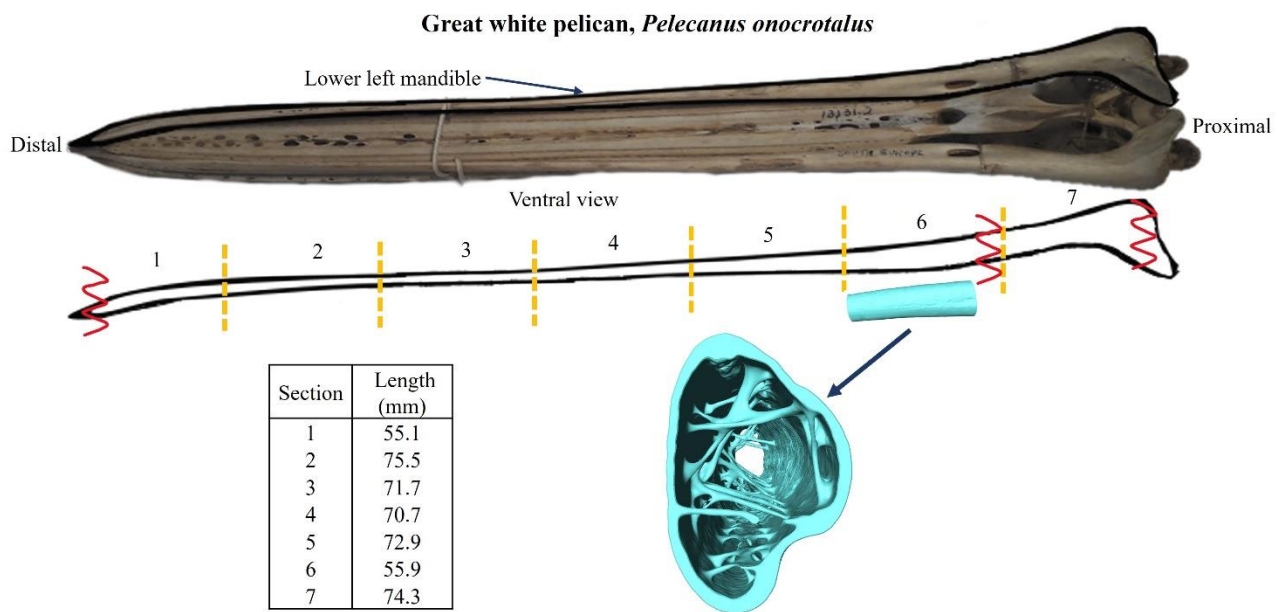 Great white pelican, Pelecanus onocrotalus
Lower left mandible
Distal
Proximal
Ventral view
1
2
3
4
5
6
7
Section Length (mm)
1 55.1
2 75.5
3 71.7
4 70.7
5 72.9
6 55.9
7 74.3